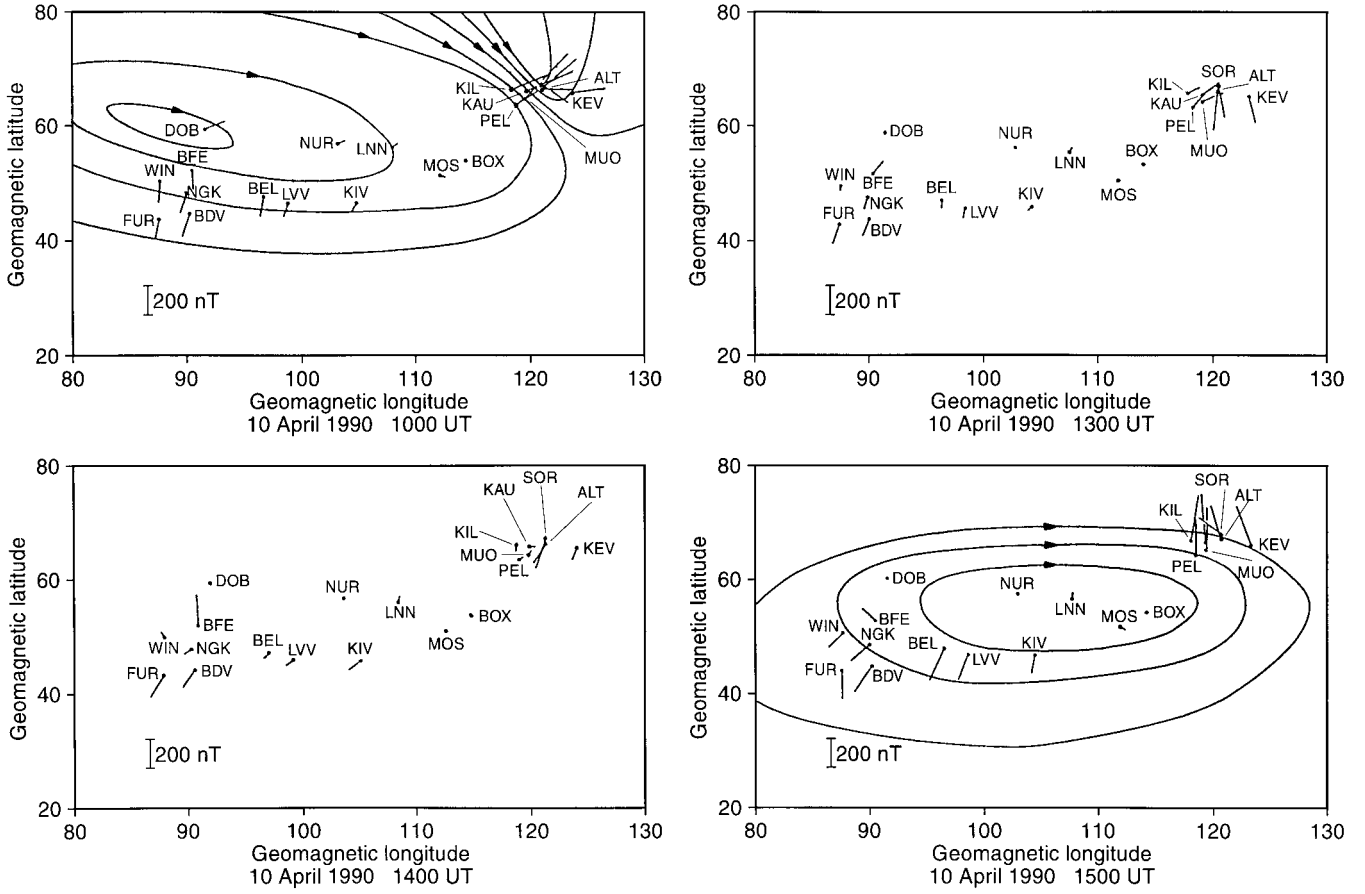 80
60
40
20
Geomagnetic latitude
KIL
ALT
KAU
KEV
PEL
MUO
DOB
NUR
LNN
BFE
WIN
MOS
BOX
NGK
BEL
LVV
KIV
FUR
BDV
200 nT
80 90 100 110 120 130
Geomagnetic longitude
10 April 1990 1000 UT
80
60
40
20
Geomagnetic latitude
SOR
KIL
ALT
KAU
KEV
PEL
MUO
DOB
NUR
LNN
BOX
WIN
BFE
BEL
KIV
MOS
NGK
FUR
LVV
BDV
200 nT
80 90 100 110 120 130
Geomagnetic longitude
10 April 1990 1300 UT
80
60
40
20
Geomagnetic latitude
SOR
KAU
ALT
KIL
MUO
KEV
PEL
DOB
NUR
LNN
BOX
BFE
MOS
WIN
NGK
BEL
LVV
KIV
FUR
BDV
200 nT
80 90 100 110 120 130
Geomagnetic longitude
10 April 1990 1400 UT
80
60
40
20
Geomagnetic latitude
SOR
ALT
KIL
KEV
PEL
MUO
DOB
NUR
LNN
MOS
BOX
BFE
WIN
NGK
BEL
KIV
LVV
FUR
BDV
200 nT
80 90 100 110 120 130
Geomagnetic longitude
10 April 1990 1500 UT